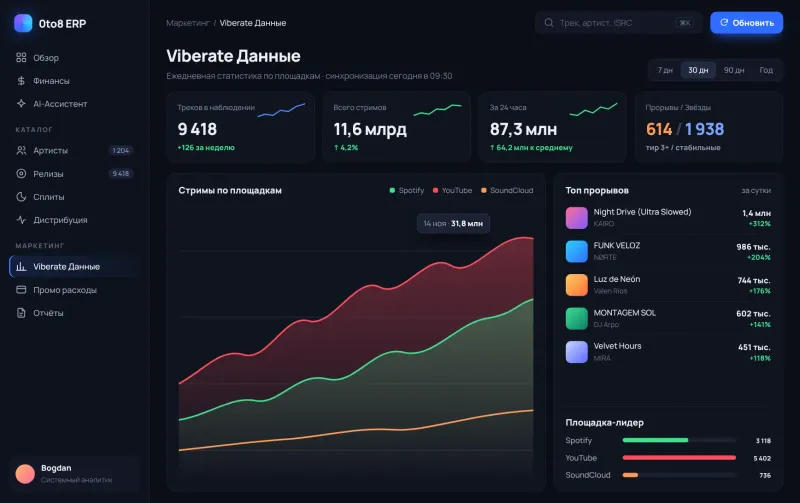 0to8 ERP
Обзор
Финансы
AI-Ассистент
КАТАЛОГ
Артисты 1 204
Релизы 9 418
Сплиты
Дистрибуция
МАРКЕТИНГ
Viberate Данные
Промо расходы
Отчёты
Bogdan
Системный аналитик
Маркетинг / Viberate Данные
Трек, артист, ISRC ⌘K
Обновить
Viberate Данные
Ежедневная статистика по площадкам · синхронизация сегодня в 09:30
7 дн 30 дн 90 дн Год
Треков в наблюдении
9 418
+126 за неделю
Всего стримов
11,6 млрд
↑ 4,2%
За 24 часа
87,3 млн
↑ 64,2 млн к среднему
Прорывы / Звёзды
614 / 1 938
тир 3+ / стабильные
Стримы по площадкам
Spotify YouTube SoundCloud
14 ноя · 31,8 млн
Топ прорывов за сутки
Night Drive (Ultra Slowed) 1,4 млн
KAIRO +312%
FUNK VELOZ 986 тыс.
NØRTE +204%
Luz de Neón 744 тыс.
Valen Ríos +176%
MONTAGEM SOL 602 тыс.
DJ Arpo +141%
Velvet Hours 451 тыс.
MIRA +118%
Площадка-лидер
Spotify 3 118
YouTube 5 402
SoundCloud 736